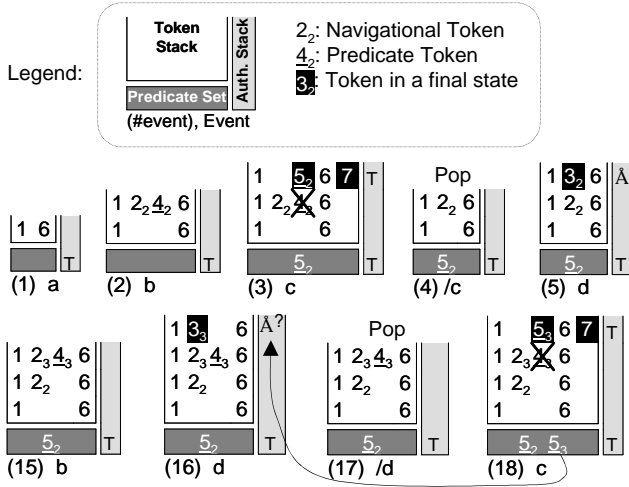 Legend:
Token
Stack
Auth. Stack
Predicate Set
(#event), Event
2₂: Navigational Token
4₂: Predicate Token
3₂: Token in a final state
1 6
T
(1) a
1 2₂ 4₂ 6
1 6
T
(2) b
1 5₂ 6 7 T
1 2₂ 4₂ 6
1 6
5₂ T
(3) c
Pop
1 2₂ 6
1 6
5₂ T
(4) /c
1 3₂ 6 Å
1 2₂ 6
1 6
5₂ T
(5) d
1 2₃ 4₃ 6
1 2₂ 6
1 6
5₂ T
(15) b
1 3₃ 6 Å?
1 2₃ 4₃ 6
1 2₂ 6
1 6
5₂ T
(16) d
Pop
1 2₃ 4₃ 6
1 2₂ 6
1 6
5₂ T
(17) /d
1 5₃ 6 7 T
1 2₃ 4₃ 6
1 2₂ 6
1 6
5₂ 5₃ T
(18) c